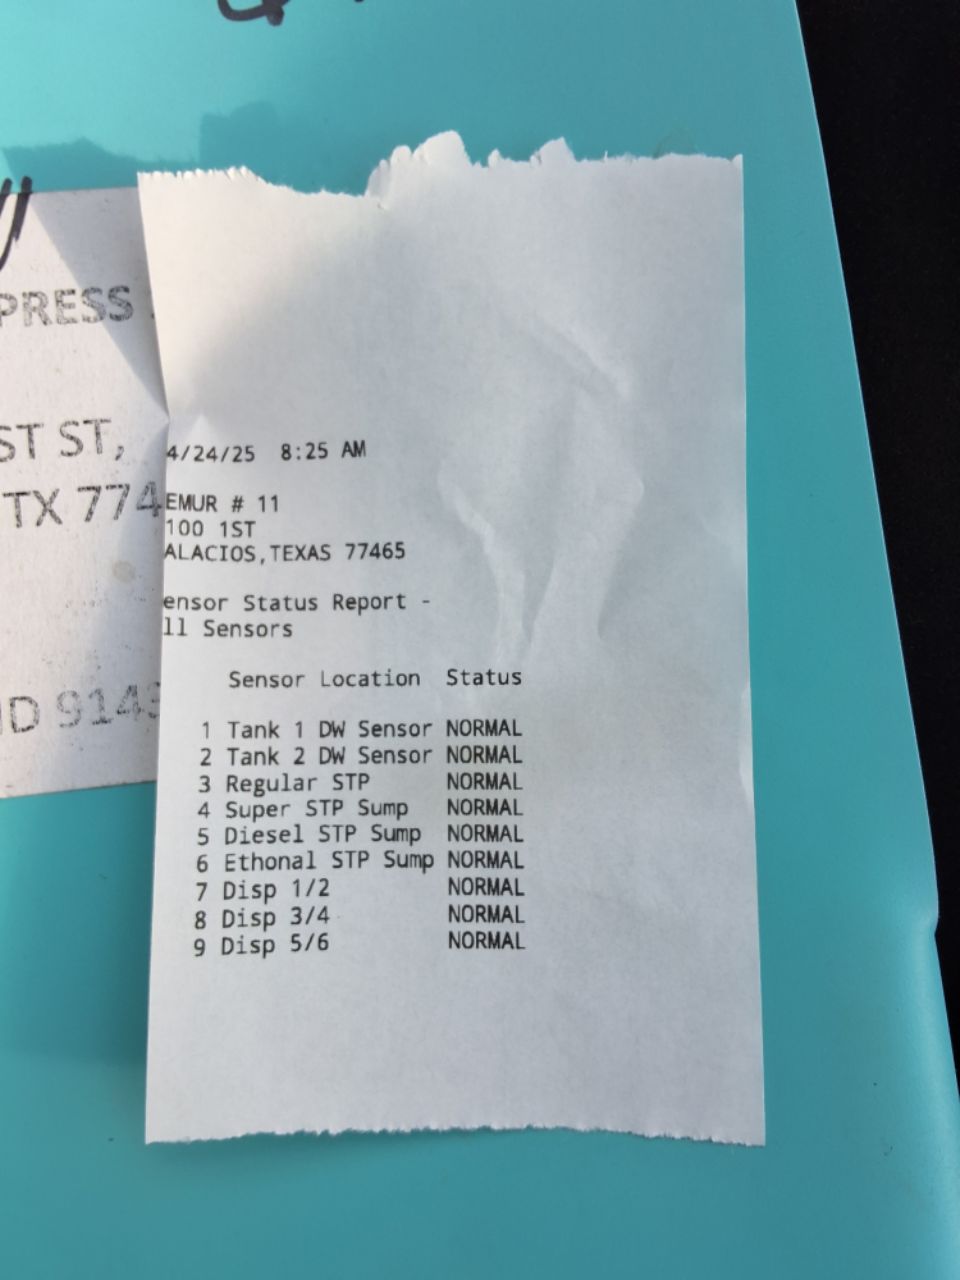 PRESS
ST ST,
TX 774
ID 9143
4/24/25 8:25 AM
EMUR # 11
100 1ST
ALACIOS,TEXAS 77465
ensor Status Report -
ll Sensors
Sensor Location Status
1 Tank 1 DW Sensor NORMAL
2 Tank 2 DW Sensor NORMAL
3 Regular STP NORMAL
4 Super STP Sump NORMAL
5 Diesel STP Sump NORMAL
6 Ethonal STP Sump NORMAL
7 Disp 1/2 NORMAL
8 Disp 3/4 NORMAL
9 Disp 5/6 NORMAL